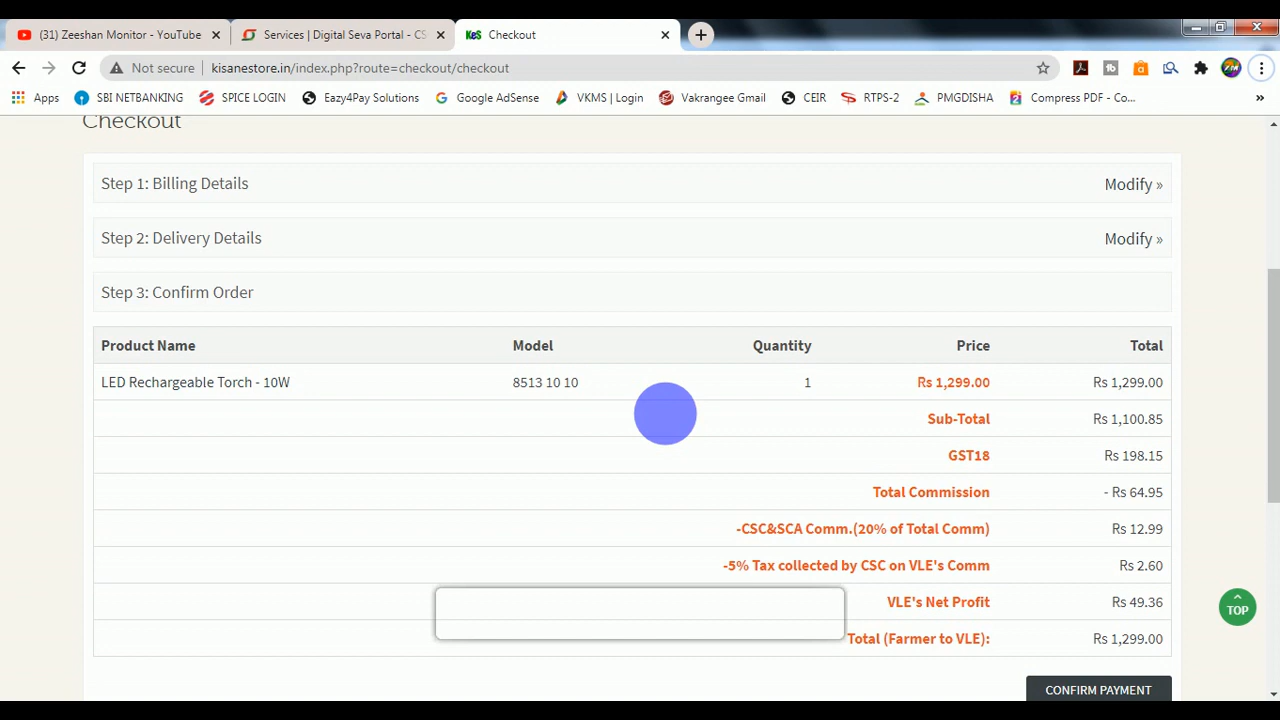 (31) Zeeshan Monitor - YouTube
Services | Digital Seva Portal - CS
Checkout
Not secure kisanestore.in/index.php?route=checkout/checkout
Apps SBI NETBANKING SPICE LOGIN Eazy4Pay Solutions Google AdSense VKMS | Login Vakrangee Gmail CEIR RTPS-2 PMGDISHA Compress PDF - Co... »
Checkout
Step 1: Billing Details Modify »
Step 2: Delivery Details Modify »
Step 3: Confirm Order
Product Name Model Quantity Price Total
LED Rechargeable Torch - 10W 8513 10 10 1 Rs 1,299.00 Rs 1,299.00
Sub-Total Rs 1,100.85
GST18 Rs 198.15
Total Commission - Rs 64.95
-CSC&SCA Comm.(20% of Total Comm) Rs 12.99
-5% Tax collected by CSC on VLE's Comm Rs 2.60
VLE's Net Profit Rs 49.36
TOP
Total (Farmer to VLE): Rs 1,299.00
CONFIRM PAYMENT